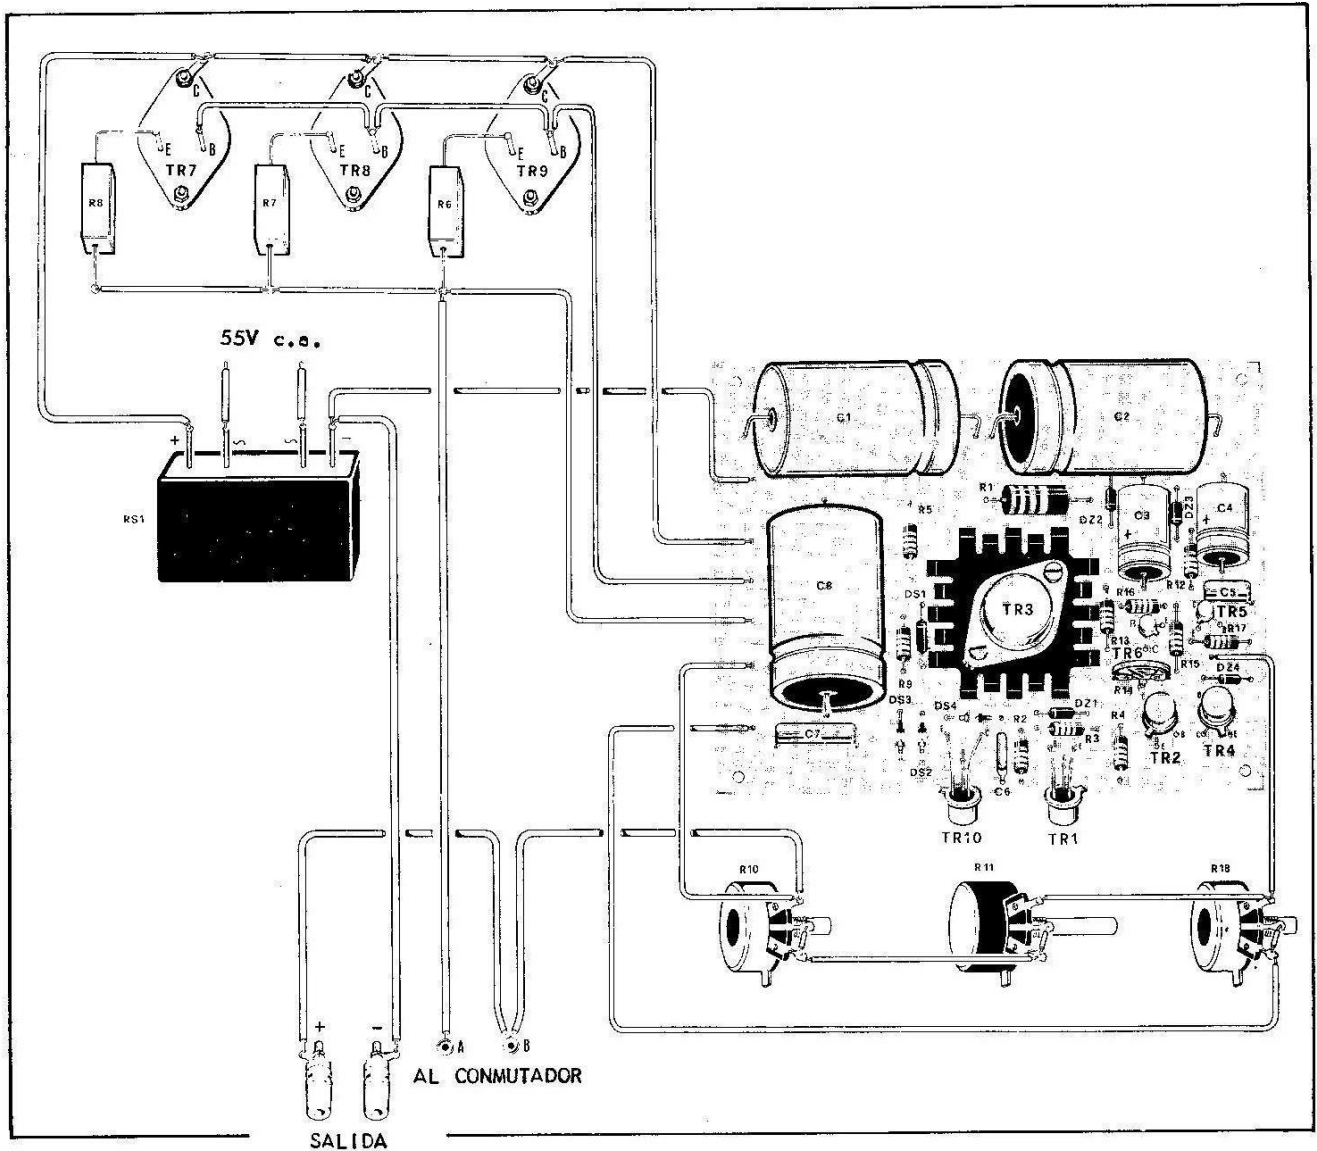 C
C
C
E
B
E
B
E
B
TR7
TR8
TR9
R8
R7
R6
55V c.a.
+
-
RS1
C1
C2
R1
R5
DZ2
C3
+
DZ3
C4
+
C8
R12
R16
C5
DS1
TR3
TR5
R13
R17
TR6
R15
R9
R14
DZ4
DS3
DS4
R2
DZ1
R4
R3
C7
TR2
TR4
DS2
C6
TR10
TR1
R10
R11
R18
+
-
A
B
AL CONMUTADOR
SALIDA